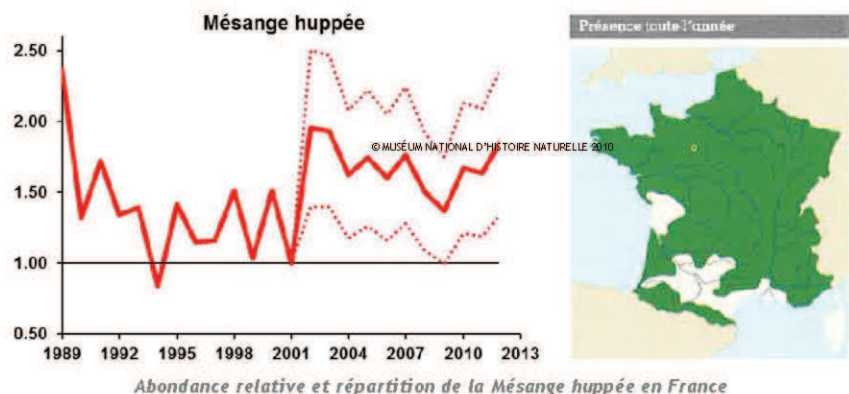 Mésange huppée
Présence toute l'année
2.50
2.00
© MUSÉUM NATIONAL D'HISTOIRE NATURELLE 2010
1.50
1.00
0.50
1989 1992 1995 1998 2001 2004 2007 2010 2013
Abondance relative et répartition de la Mésange huppée en France